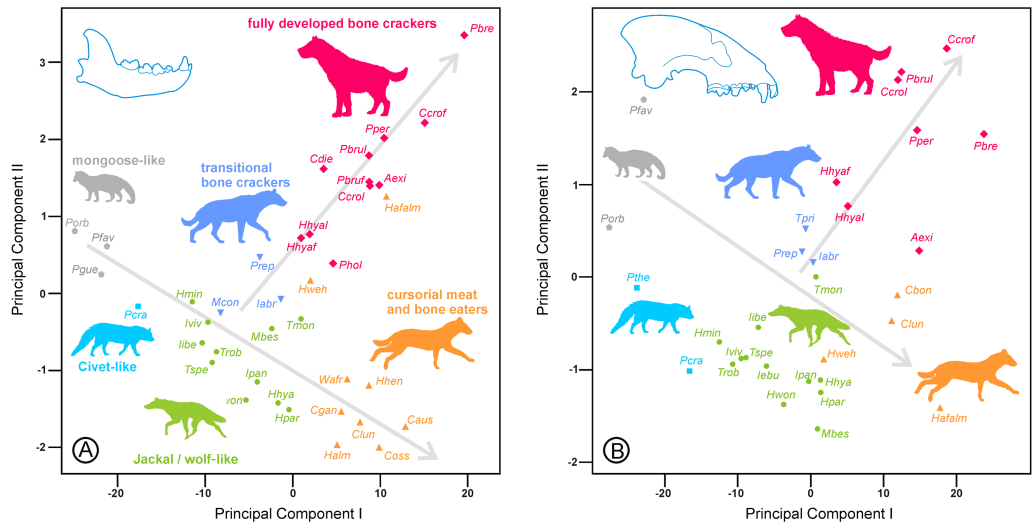 fully developed bone crackers
Pbre
3
Ccrof
Pper
2
mongoose-like
Pbrul
Cdie
transitional
bone crackers
Pbruf
Aexi
Ccrol
Hafalm
1
Porb
Pfav
Hhyal
Hhyaf
Prep
Phol
Pgue
Hweh
0
Hmin
Mcon
Iabr
cursorial meat
and bone eaters
Pcra
Iviv
Mbes
Tmon
Iibe
Trob
Civet-like
Tspe
Ipan
Wafr
Hhen
-1
von
Hhya
Hpar
Cgan
Clun
Caus
Halm
Coss
-2
A
Jackal / wolf-like
-20
-10
0
10
20
Principal Component I
Principal Component II
Ccrof
Pbrul
Ccrol
2
Pfav
Pper
Pbre
1
Hhyaf
Hhyal
Porb
Tpri
Prep
Iabr
Aexi
0
Pthe
Tmon
Cbon
Iibe
Clun
Hmin
Iviv
Tspe
Hweh
Pcra
Trob
Iebu
Ipan
Hhya
-1
Hwon
Hpar
Hafalm
Mbes
-2
B
-20
-10
0
10
20
Principal Component I
Principal Component II